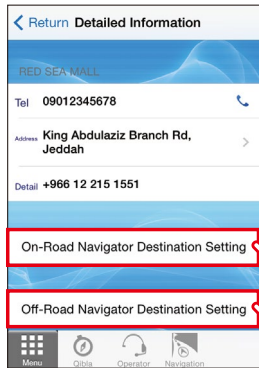 Return Detailed Information
RED SEA MALL
Tel 09012345678
Address King Abdulaziz Branch Rd,
Jeddah
Detail +966 12 215 1551
On-Road Navigator Destination Setting
Off-Road Navigator Destination Setting
Menu Qibla Operator Navigation